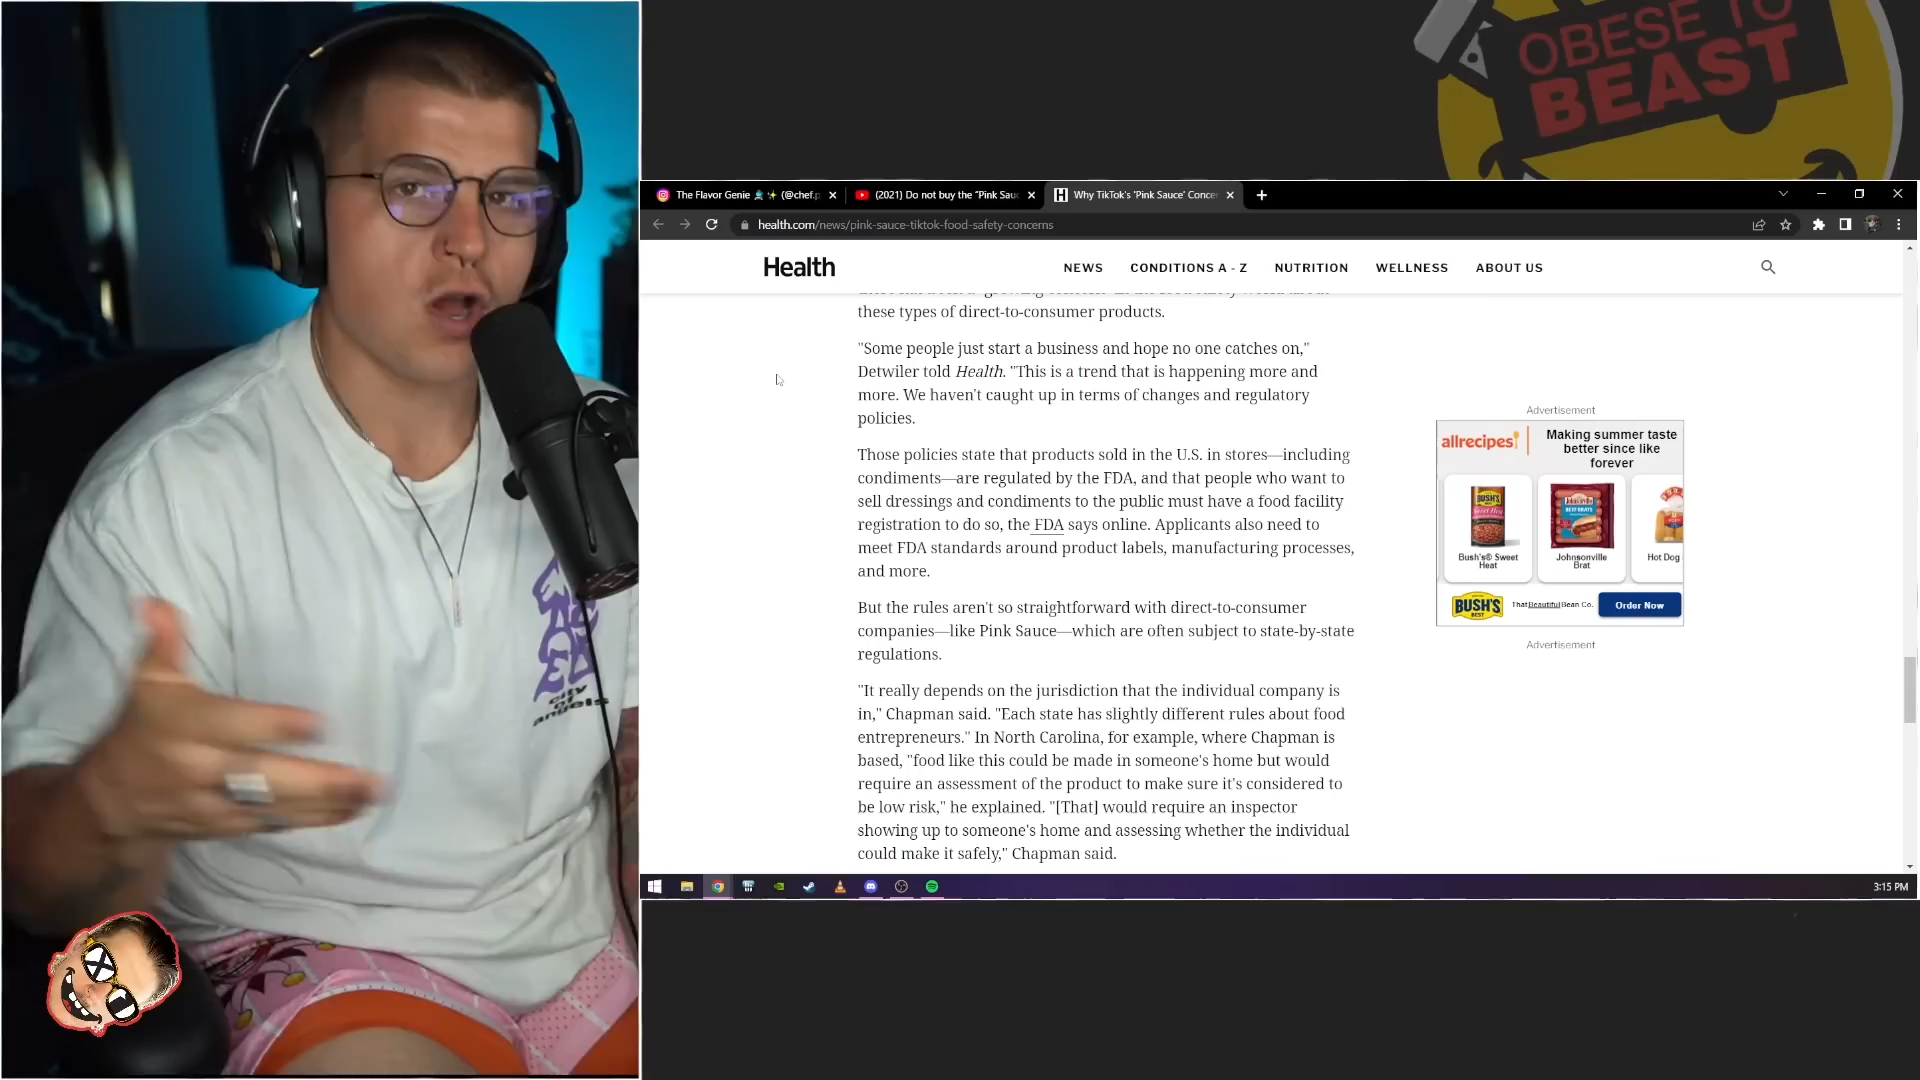 OBESE TO
BEAST
The Flavor Genie
(@chef.p
(2021) Do not buy the "Pink Sau
Why TikTok's 'Pink Sauce' Conce
health.com/news/pink-sauce-tiktok-food-safety-concerns
Health
NEWS
CONDITIONS A - Z
NUTRITION
WELLNESS
ABOUT US
these types of direct-to-consumer products.
"Some people just start a business and hope no one catches on,"
Detwiler told Health. "This is a trend that is happening more and
more. We haven't caught up in terms of changes and regulatory
policies.
Those policies state that products sold in the U.S. in stores—including
condiments—are regulated by the FDA, and that people who want to
sell dressings and condiments to the public must have a food facility
registration to do so, the FDA says online. Applicants also need to
meet FDA standards around product labels, manufacturing processes,
and more.
But the rules aren't so straightforward with direct-to-consumer
companies—like Pink Sauce—which are often subject to state-by-state
regulations.
"It really depends on the jurisdiction that the individual company is
in," Chapman said. "Each state has slightly different rules about food
entrepreneurs." In North Carolina, for example, where Chapman is
based, "food like this could be made in someone's home but would
require an assessment of the product to make sure it's considered to
be low risk," he explained. "[That] would require an inspector
showing up to someone's home and assessing whether the individual
could make it safely," Chapman said.
Advertisement
allrecipes
Making summer taste
better since like
forever
BUSH'S
Bush's® Sweet
Heat
Johnsonville
BEEF BRATS
Johnsonville
Brat
Hot Dog
BUSH'S
BEST
That Beautiful Bean Co.
Order Now
Advertisement
city
of
angels
3:15 PM